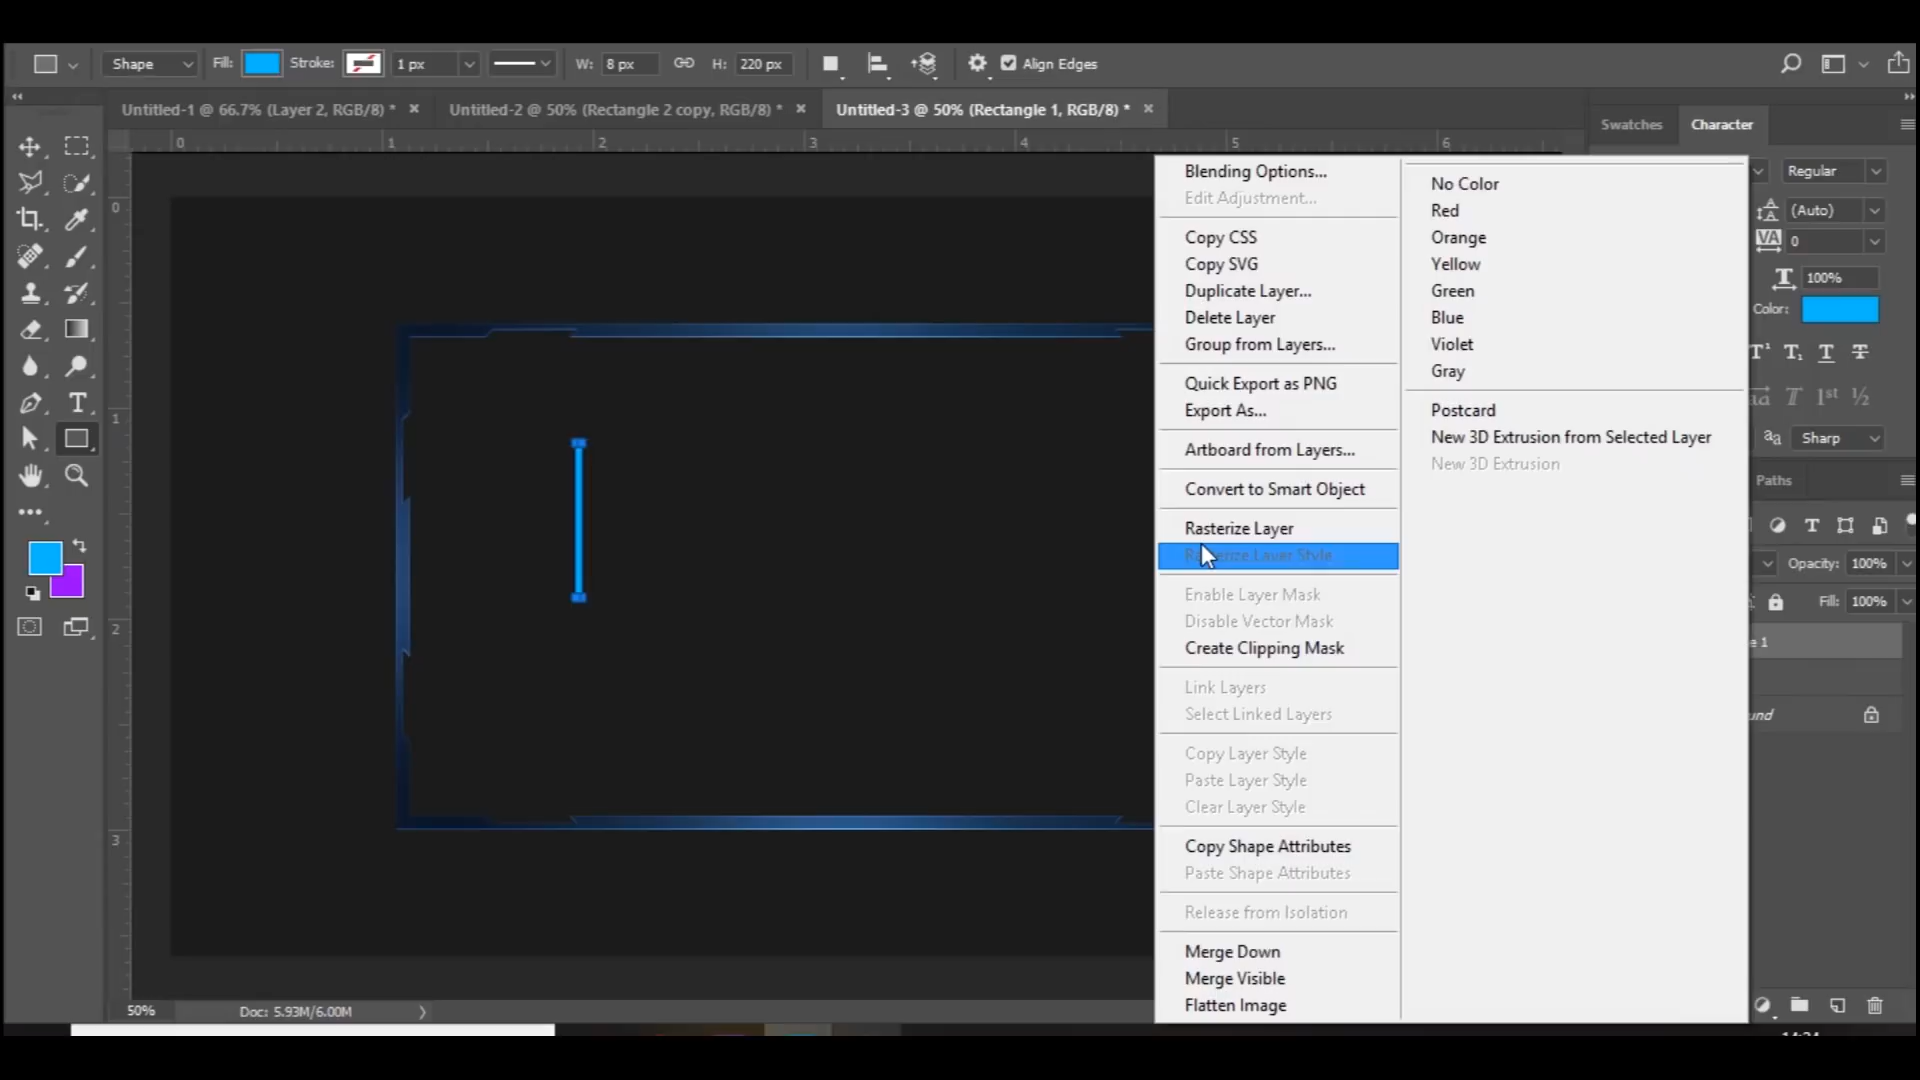 Shape
Fill:
Stroke:
1 px
W: 8 px
H: 220 px
Align Edges
Untitled-1 @ 66.7% (Layer 2, RGB/8) *
Untitled-2 @ 50% (Rectangle 2 copy, RGB/8) *
Untitled-3 @ 50% (Rectangle 1, RGB/8) *
Swatches
Character
0 1 2 3 4 5 6
0
1
2
3
Blending Options...
Edit Adjustment...
Copy CSS
Copy SVG
Duplicate Layer...
Delete Layer
Group from Layers...
Quick Export as PNG
Export As...
Artboard from Layers...
Convert to Smart Object
Rasterize Layer
Rasterize Layer Style
Enable Layer Mask
Disable Vector Mask
Create Clipping Mask
Link Layers
Select Linked Layers
Copy Layer Style
Paste Layer Style
Clear Layer Style
Copy Shape Attributes
Paste Shape Attributes
Release from Isolation
Merge Down
Merge Visible
Flatten Image
No Color
Red
Orange
Yellow
Green
Blue
Violet
Gray
Postcard
New 3D Extrusion from Selected Layer
New 3D Extrusion
Regular
(Auto)
VA 0
100%
Color:
1st ½
aa Sharp
Paths
Opacity: 100%
Fill: 100%
e 1
und
50%
Doc: 5.93M/6.00M